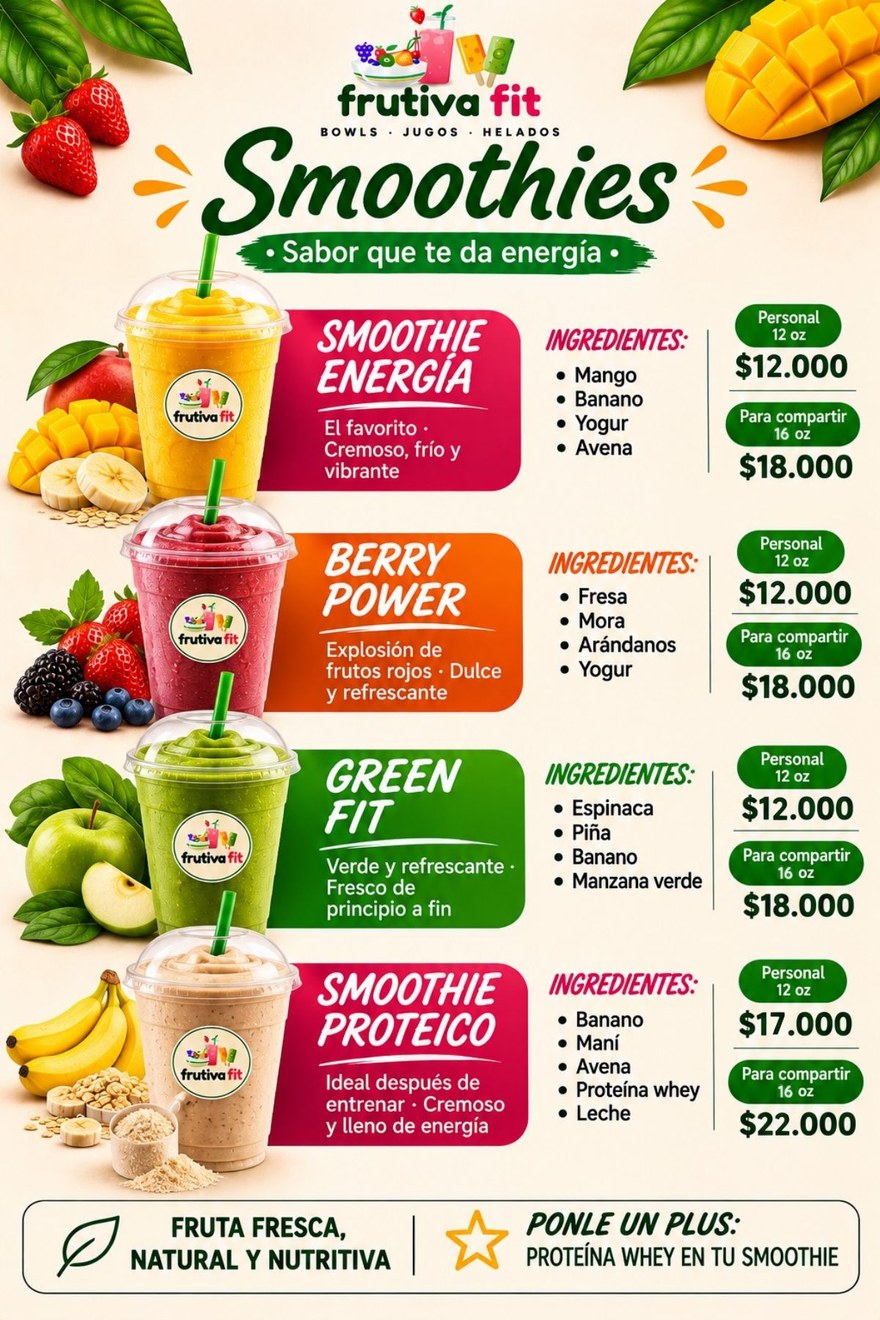 frutiva fit
BOWLS · JUGOS · HELADOS
Smoothies
• Sabor que te da energía •
SMOOTHIE
ENERGÍA
El favorito ·
Cremoso, frío y
vibrante
INGREDIENTES:
• Mango
• Banano
• Yogur
• Avena
Personal
12 oz
$12.000
Para compartir
16 oz
$18.000
frutiva fit
BERRY
POWER
Explosión de
frutos rojos · Dulce
y refrescante
INGREDIENTES:
• Fresa
• Mora
• Arándanos
• Yogur
Personal
12 oz
$12.000
Para compartir
16 oz
$18.000
frutiva fit
GREEN
FIT
Verde y refrescante ·
Fresco de
principio a fin
INGREDIENTES:
• Espinaca
• Piña
• Banano
• Manzana verde
Personal
12 oz
$12.000
Para compartir
16 oz
$18.000
frutiva fit
SMOOTHIE
PROTEICO
Ideal después de
entrenar · Cremoso
y lleno de energía
INGREDIENTES:
• Banano
• Maní
• Avena
• Proteína whey
• Leche
Personal
12 oz
$17.000
Para compartir
16 oz
$22.000
frutiva fit
FRUTA FRESCA,
NATURAL Y NUTRITIVA
PONLE UN PLUS:
PROTEÍNA WHEY EN TU SMOOTHIE